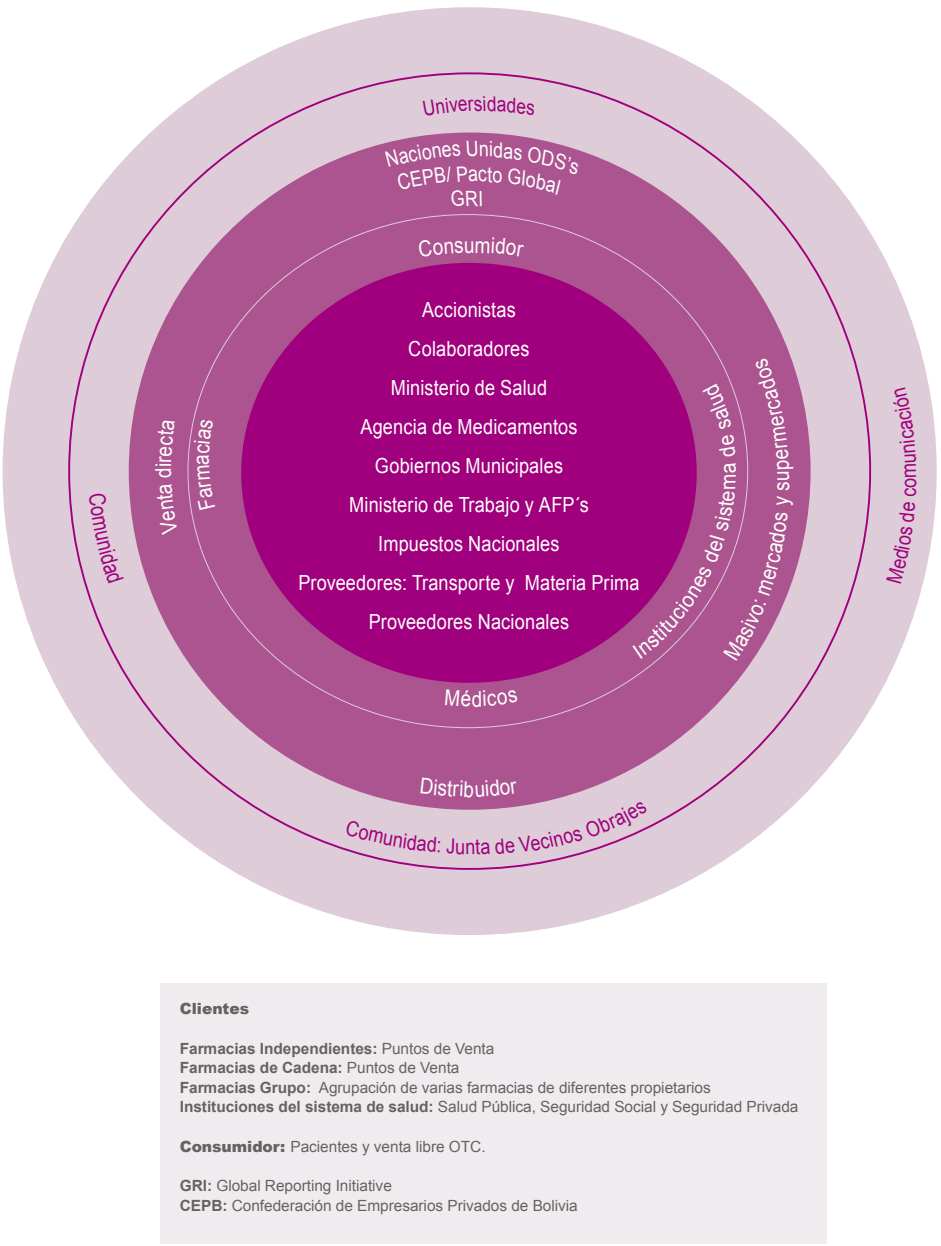 Universidades
Naciones Unidas ODS's
CEPB/ Pacto Global
GRI
Consumidor
Accionistas
Colaboradores
Ministerio de Salud
Agencia de Medicamentos
Gobiernos Municipales
Ministerio de Trabajo y AFP´s
Impuestos Nacionales
Proveedores: Transporte y Materia Prima
Proveedores Nacionales
Comunidad
Venta directa
Farmacias
Instituciones del sistema de salud
Masivo: mercados y supermercados
Medios de comunicación
Médicos
Distribuidor
Comunidad: Junta de Vecinos Obrajes
Clientes
Farmacias Independientes: Puntos de Venta
Farmacias de Cadena: Puntos de Venta
Farmacias Grupo: Agrupación de varias farmacias de diferentes propietarios
Instituciones del sistema de salud: Salud Pública, Seguridad Social y Seguridad Privada
Consumidor: Pacientes y venta libre OTC.
GRI: Global Reporting Initiative
CEPB: Confederación de Empresarios Privados de Bolivia